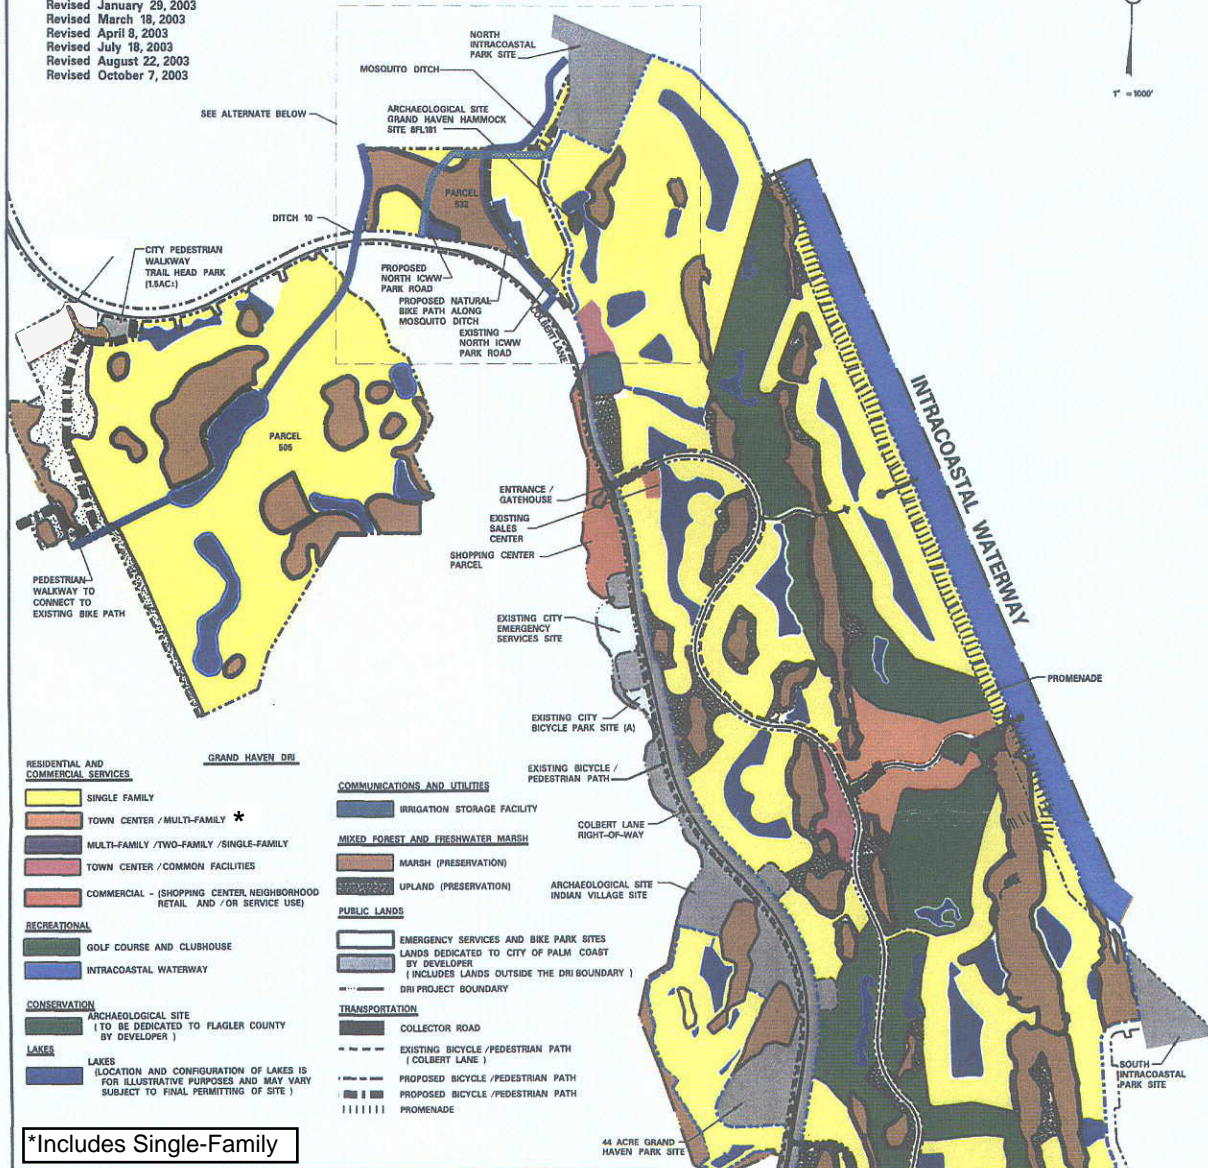 Revised January 29, 2003
Revised March 18, 2003
Revised April 8, 2003
Revised July 18, 2003
Revised August 22, 2003
Revised October 7, 2003
1" = 1000'
NORTH
INTRACOASTAL
PARK SITE
MOSQUITO DITCH
ARCHAEOLOGICAL SITE
GRAND HAVEN HAMMOCK
SITE 8FL181
SEE ALTERNATE BELOW
PARCEL
532
DITCH 10
CITY PEDESTRIAN
WALKWAY
TRAIL HEAD PARK
(1.5AC±)
PROPOSED
NORTH ICWW
PARK ROAD
PROPOSED NATURAL
BIKE PATH ALONG
MOSQUITO DITCH
EXISTING
NORTH ICWW
PARK ROAD
COLBERT LANE
INTRACOASTAL WATERWAY
PARCEL
505
ENTRANCE /
GATEHOUSE
EXISTING
SALES
CENTER
SHOPPING CENTER
PARCEL
PEDESTRIAN
WALKWAY TO
CONNECT TO
EXISTING BIKE PATH
EXISTING CITY
EMERGENCY
SERVICES SITE
PROMENADE
EXISTING CITY
BICYCLE PARK SITE (A)
EXISTING BICYCLE /
PEDESTRIAN PATH
COLBERT LANE
RIGHT-OF-WAY
ARCHAEOLOGICAL SITE
INDIAN VILLAGE SITE
SOUTH
INTRACOASTAL
PARK SITE
44 ACRE GRAND
HAVEN PARK SITE
GRAND HAVEN DRI
RESIDENTIAL AND
COMMERCIAL SERVICES
SINGLE FAMILY
TOWN CENTER / MULTI-FAMILY *
MULTI-FAMILY / TWO-FAMILY / SINGLE-FAMILY
TOWN CENTER / COMMON FACILITIES
COMMERCIAL - (SHOPPING CENTER, NEIGHBORHOOD
RETAIL AND / OR SERVICE USE)
RECREATIONAL
GOLF COURSE AND CLUBHOUSE
INTRACOASTAL WATERWAY
CONSERVATION
ARCHAEOLOGICAL SITE
( TO BE DEDICATED TO FLAGLER COUNTY
BY DEVELOPER )
LAKES
LAKES
(LOCATION AND CONFIGURATION OF LAKES IS
FOR ILLUSTRATIVE PURPOSES AND MAY VARY
SUBJECT TO FINAL PERMITTING OF SITE )
COMMUNICATIONS AND UTILITIES
IRRIGATION STORAGE FACILITY
MIXED FOREST AND FRESHWATER MARSH
MARSH (PRESERVATION)
UPLAND (PRESERVATION)
PUBLIC LANDS
EMERGENCY SERVICES AND BIKE PARK SITES
LANDS DEDICATED TO CITY OF PALM COAST
BY DEVELOPER
( INCLUDES LANDS OUTSIDE THE DRI BOUNDARY )
DRI PROJECT BOUNDARY
TRANSPORTATION
COLLECTOR ROAD
EXISTING BICYCLE / PEDESTRIAN PATH
( COLBERT LANE )
PROPOSED BICYCLE / PEDESTRIAN PATH
PROPOSED BICYCLE / PEDESTRIAN PATH
PROMENADE
*Includes Single-Family